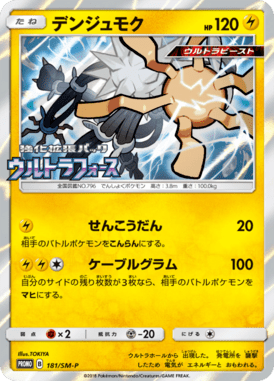 たね デンジュモク HP 120
ウルトラビースト
強化拡張パック
ウルトラフォース
全国図鑑NO.796 でんしょくポケモン 高さ:3.8m 重さ:100.0kg
せんこうだん 20
相手のバトルポケモンをこんらんにする。
ケーブルグラム 100
自分のサイドの残り枚数が3枚なら、相手のバトル
ポケモンをマヒにする。
弱点 ×2 抵抗力 -20 にげる
Illus.TOKIYA
PROMO B 181/SM-P
ウルトラホールから 出現した。 発電所を 襲撃
したため 電気が エネルギーと おもわれる。
©2018 Pokémon/Nintendo/Creatures/GAME FREAK.